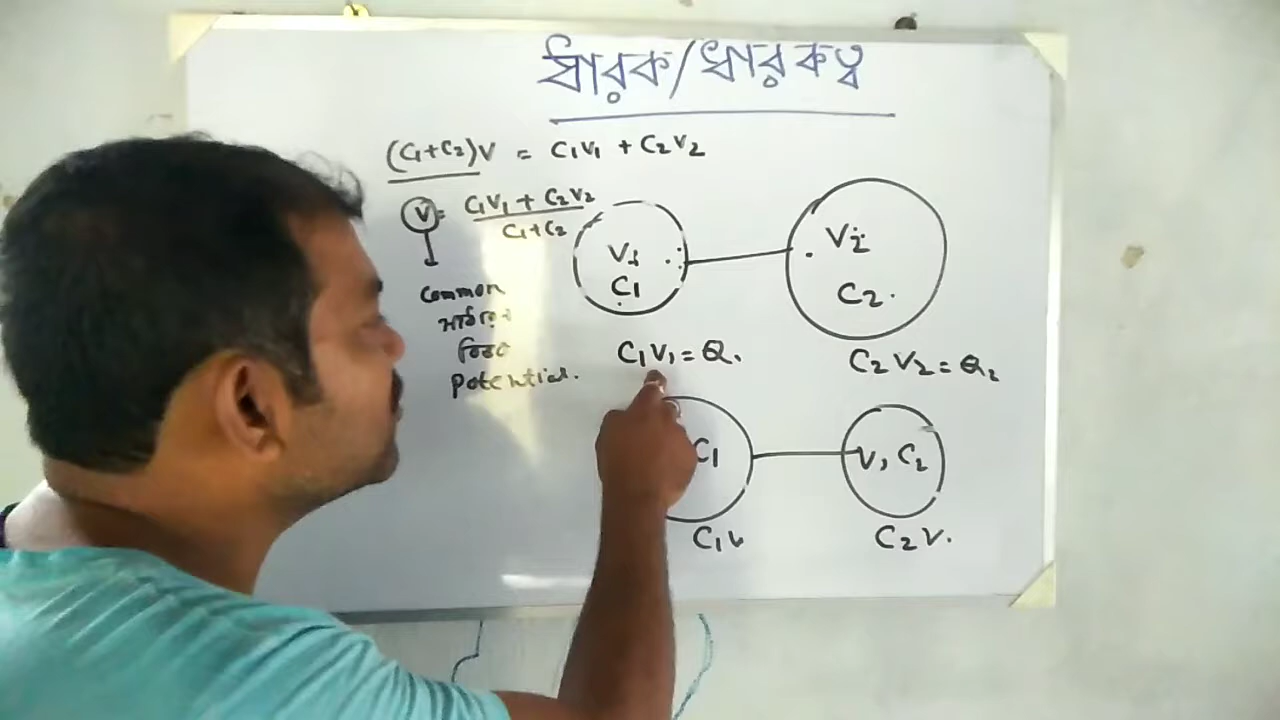 ধারক/ধারকত্ব
(C₁+C₂)V = C₁V₁ + C₂V₂
V = C₁V₁ + C₂V₂
C₁+C₂
Common
potential.
V₁
C₁
V₂
C₂
C₁V₁ = Q₁
C₂V₂ = Q₂
C₁
V, C₂
C₁V
C₂V.